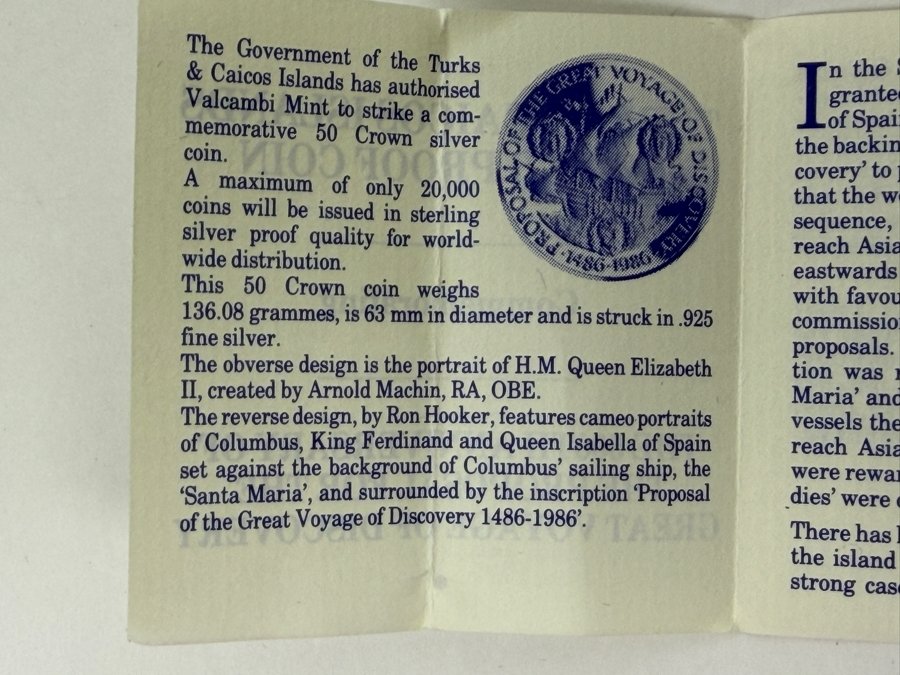 The Government of the Turks
& Caicos Islands has authorised
Valcambi Mint to strike a com-
memorative 50 Crown silver
coin.
A maximum of only 20,000
coins will be issued in sterling
silver proof quality for world-
wide distribution.
This 50 Crown coin weighs
136.08 grammes, is 63 mm in diameter and is struck in .925
fine silver.
The obverse design is the portrait of H.M. Queen Elizabeth
II, created by Arnold Machin, RA, OBE.
The reverse design, by Ron Hooker, features cameo portraits
of Columbus, King Ferdinand and Queen Isabella of Spain
set against the background of Columbus' sailing ship, the
'Santa Maria', and surrounded by the inscription 'Proposal
of the Great Voyage of Discovery 1486-1986'.
PROPOSAL OF THE GREAT VOYAGE OF DISCOVERY
·1486-1986·
In the S
grante
of Spai
the backin
covery' to p
that the w
sequence,
reach Asia
eastwards
with favou
commissio
proposals.
tion was r
Maria' and
vessels the
reach Asia
were rewar
dies' were
There has
the island
strong cas